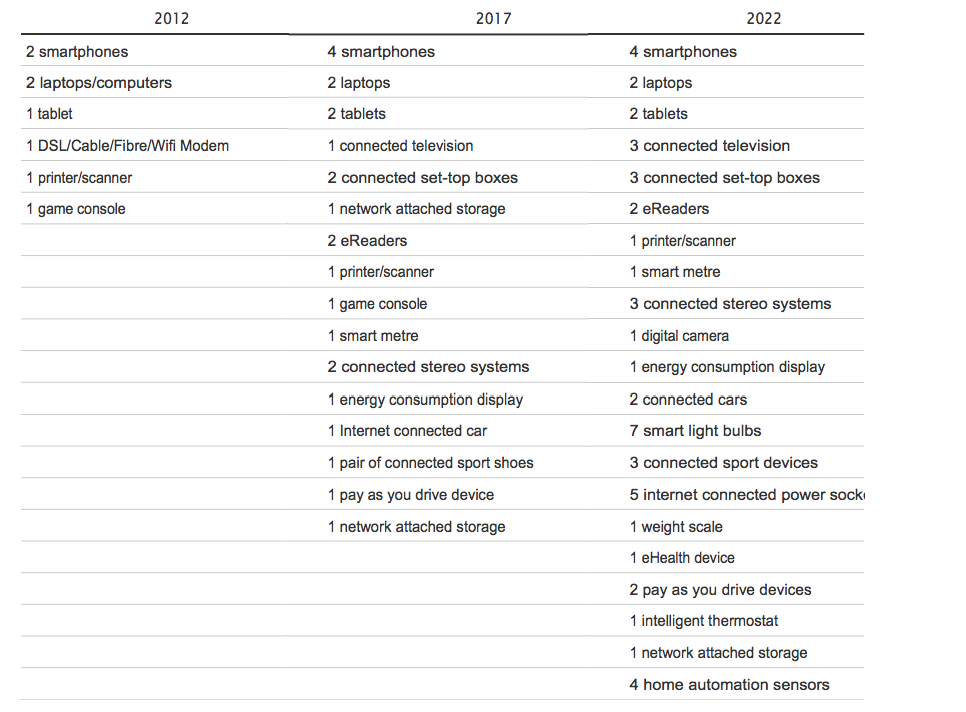 2012 2017 2022
2 smartphones 4 smartphones 4 smartphones
2 laptops/computers 2 laptops 2 laptops
1 tablet 2 tablets 2 tablets
1 DSL/Cable/Fibre/Wifi Modem 1 connected television 3 connected television
1 printer/scanner 2 connected set-top boxes 3 connected set-top boxes
1 game console 1 network attached storage 2 eReaders
2 eReaders 1 printer/scanner
1 printer/scanner 1 smart metre
1 game console 3 connected stereo systems
1 smart metre 1 digital camera
2 connected stereo systems 1 energy consumption display
1 energy consumption display 2 connected cars
1 Internet connected car 7 smart light bulbs
1 pair of connected sport shoes 3 connected sport devices
1 pay as you drive device 5 internet connected power
1 network attached storage 1 weight scale
1 eHealth device
2 pay as you drive devices
1 intelligent thermostat
1 network attached storage
4 home automation sensors